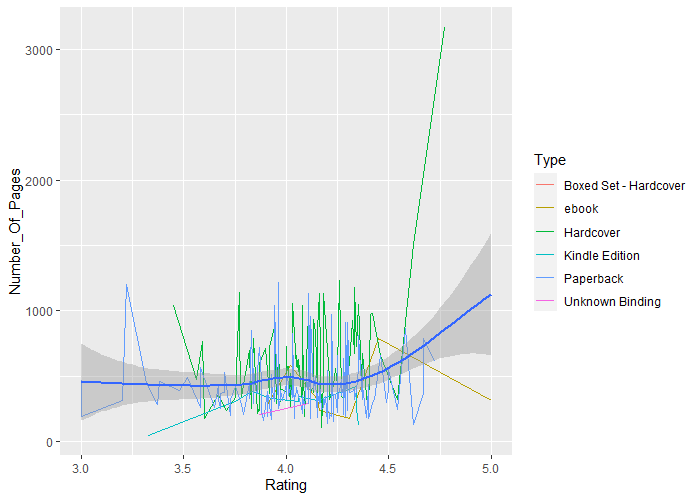 3000
2000
1000
0
Number_Of_Pages
3.0 3.5 4.0 4.5 5.0
Rating
Type
Boxed Set - Hardcover
ebook
Hardcover
Kindle Edition
Paperback
Unknown Binding